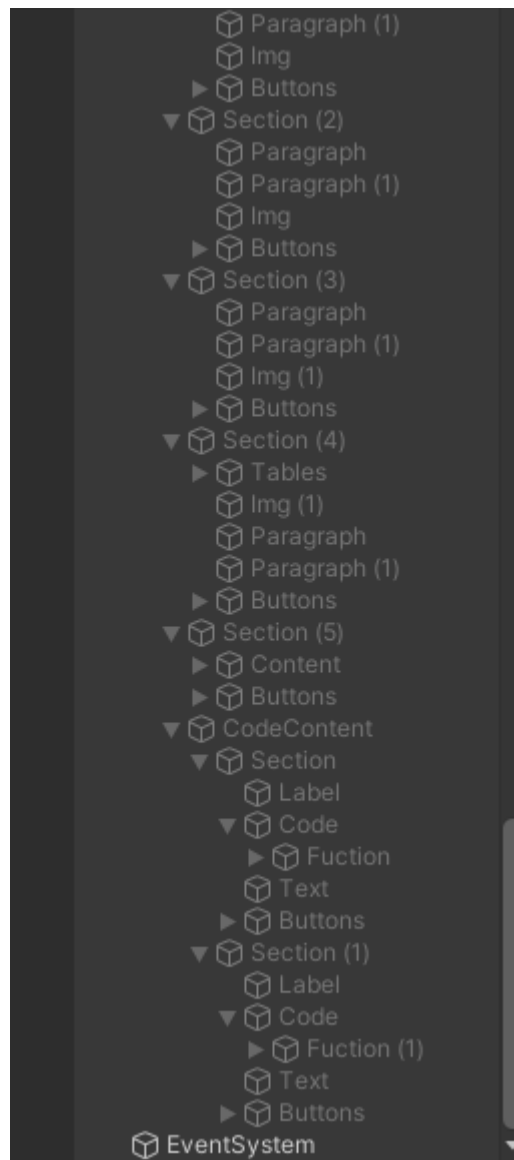 Paragraph (1)
Img
Buttons
Section (2)
Paragraph
Paragraph (1)
Img
Buttons
Section (3)
Paragraph
Paragraph (1)
Img (1)
Buttons
Section (4)
Tables
Img (1)
Paragraph
Paragraph (1)
Buttons
Section (5)
Content
Buttons
CodeContent
Section
Label
Code
Fuction
Text
Buttons
Section (1)
Label
Code
Fuction (1)
Text
Buttons
EventSystem